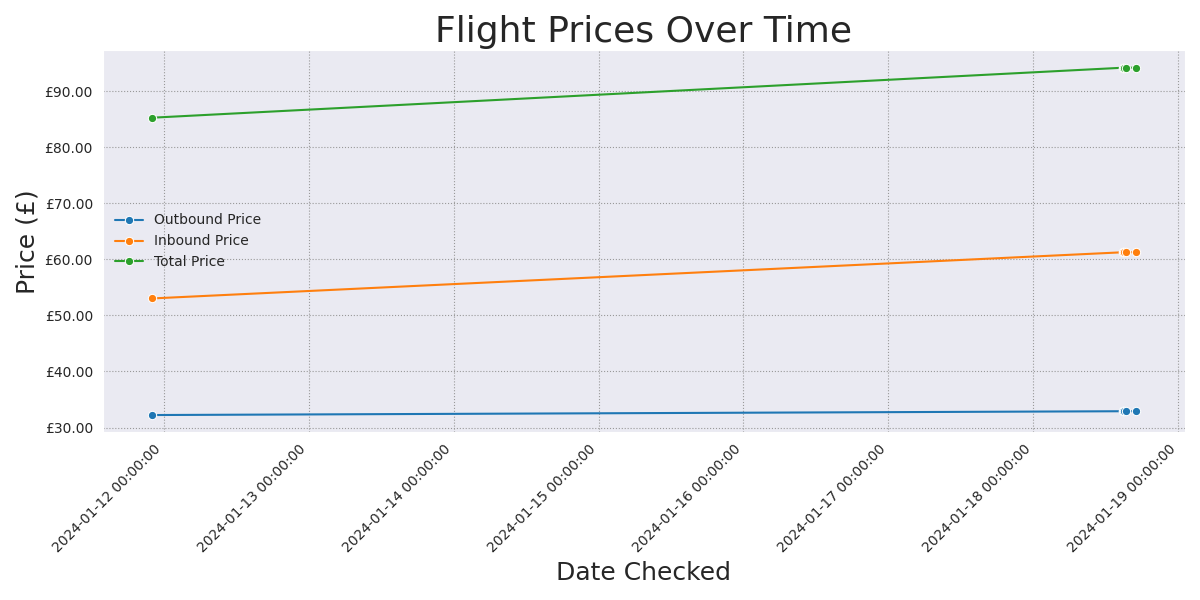 Flight Prices Over Time
Price (£)
£90.00
£80.00
£70.00
£60.00
£50.00
£40.00
£30.00
Outbound Price
Inbound Price
Total Price
2024-01-12 00:00:00
2024-01-13 00:00:00
2024-01-14 00:00:00
2024-01-15 00:00:00
2024-01-16 00:00:00
2024-01-17 00:00:00
2024-01-18 00:00:00
2024-01-19 00:00:00
Date Checked